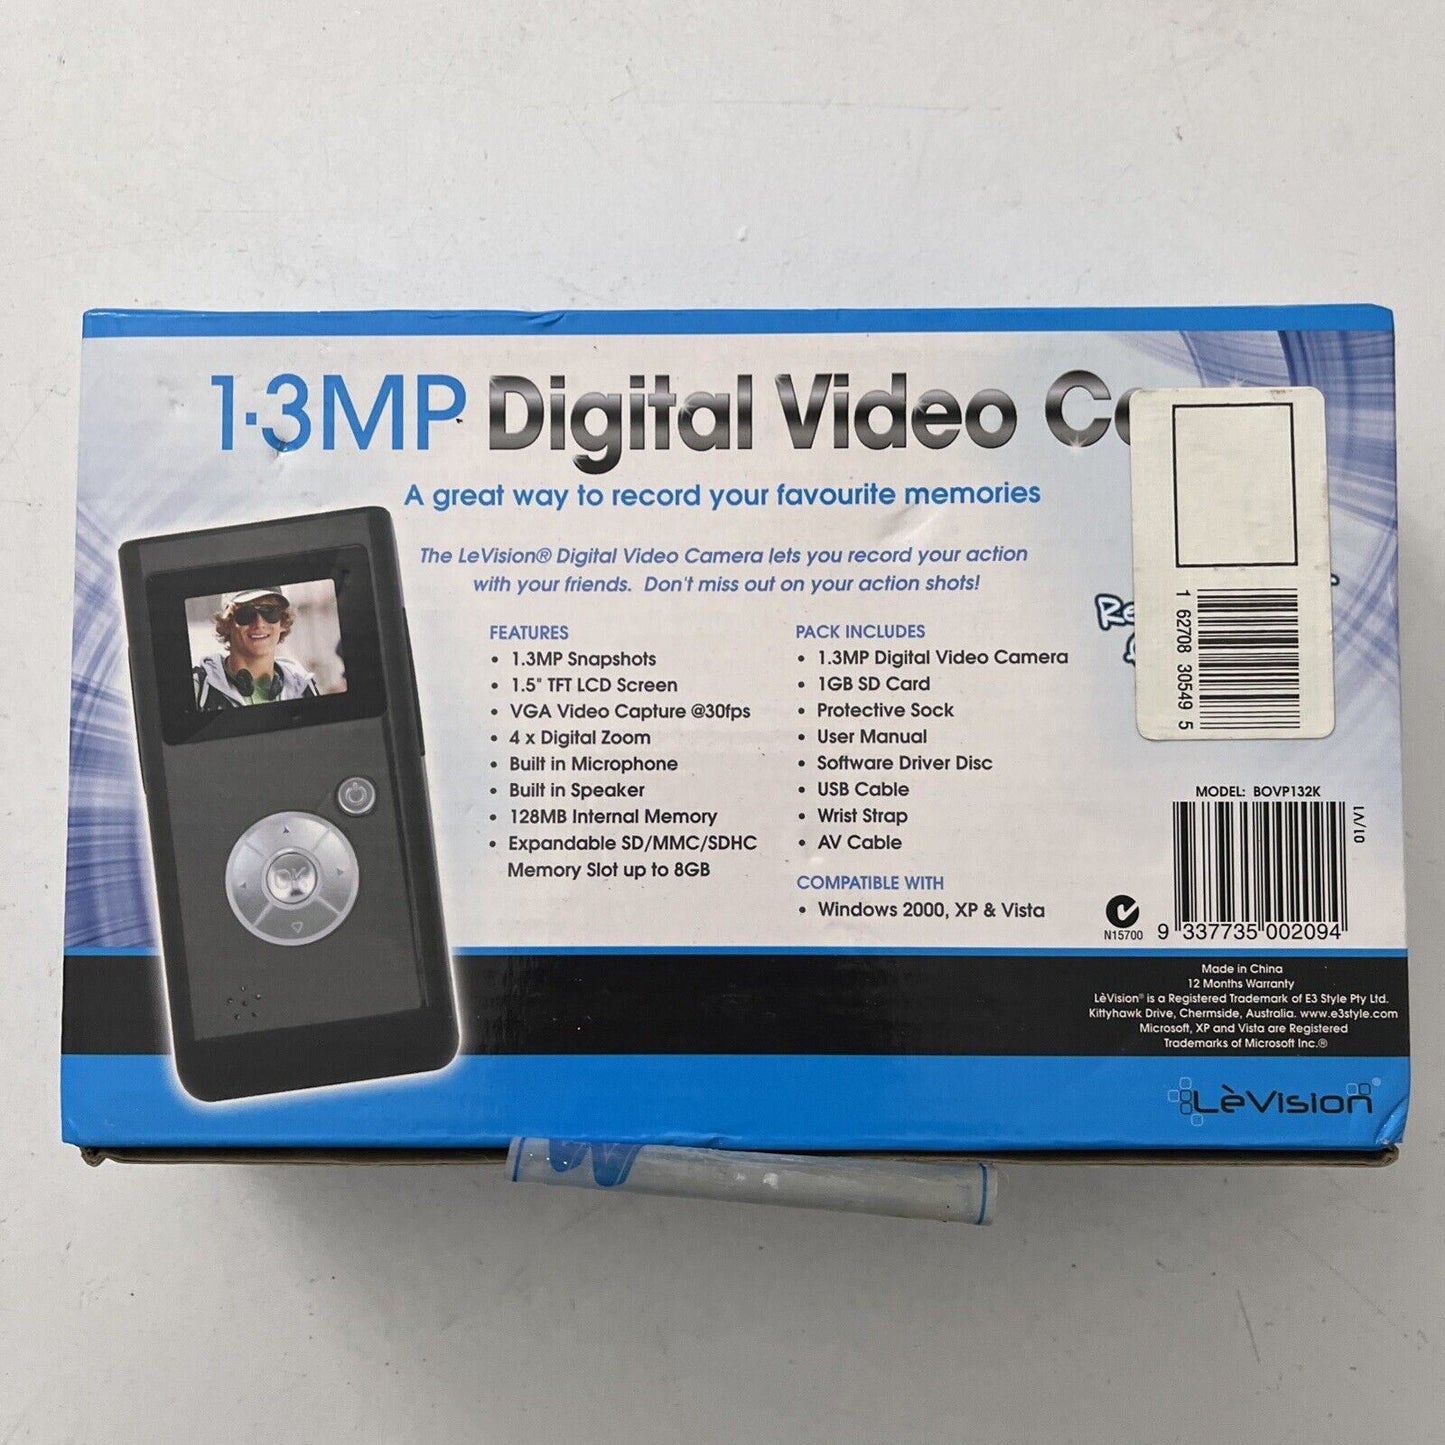 1.3MP Digital Video
A great way to record your favourite memories
The LeVision® Digital Video Camera lets you record your action
with your friends. Don't miss out on your action shots!
FEATURES
• 1.3MP Snapshots
• 1.5" TFT LCD Screen
• VGA Video Capture @30fps
• 4 x Digital Zoom
• Built in Microphone
• Built in Speaker
• 128MB Internal Memory
• Expandable SD/MMC/SDHC
Memory Slot up to 8GB
PACK INCLUDES
• 1.3MP Digital Video Camera
• 1GB SD Card
• Protective Sock
• User Manual
• Software Driver Disc
• USB Cable
• Wrist Strap
• AV Cable
COMPATIBLE WITH
• Windows 2000, XP & Vista
OK
1 62708 30549 5
MODEL: BOVP132K
LA/10
N15700
9 337735 002094
Made in China
12 Months Warranty
LèVision® is a Registered Trademark of E3 Style Pty Ltd.
Kittyhawk Drive, Chermside, Australia. www.e3style.com
Microsoft, XP and Vista are Registered
Trademarks of Microsoft Inc.®
LèVision®